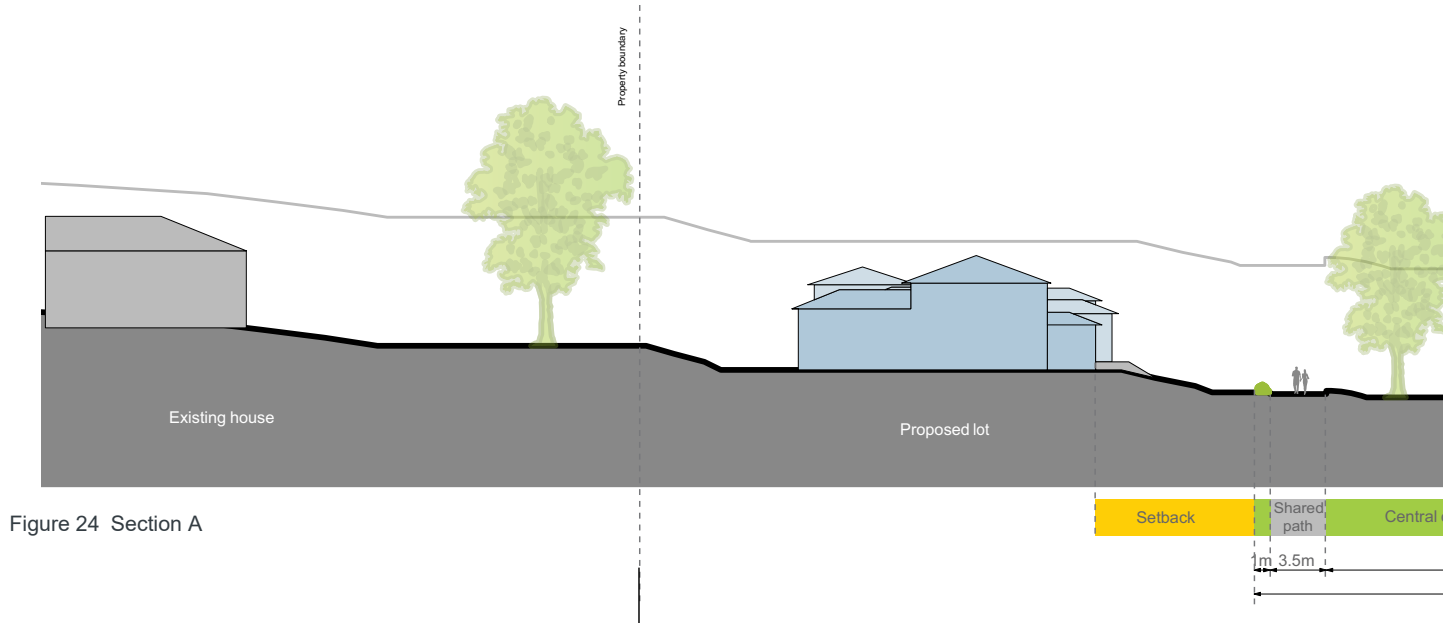 Property boundary
Existing house
Proposed lot
Figure 24 Section A
Setback
Shared
path
Central
1m 3.5m